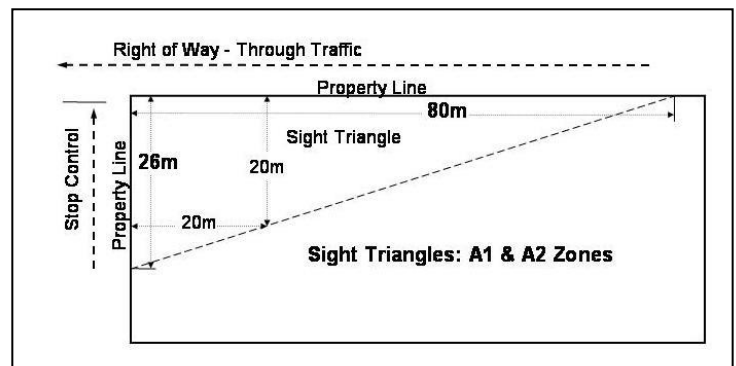 Right of Way - Through Traffic
Property Line
80m
Sight Triangle
26m
20m
20m
Stop Control
Property Line
Sight Triangles: A1 & A2 Zones